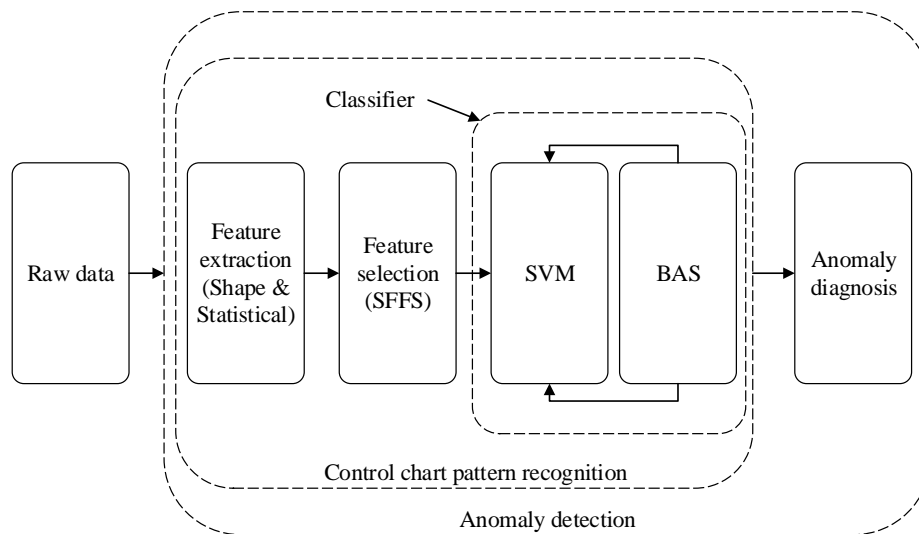 Classifier
Raw data
Feature
extraction
(Shape &
Statistical)
Feature
selection
(SFFS)
SVM
BAS
Anomaly
diagnosis
Control chart pattern recognition
Anomaly detection